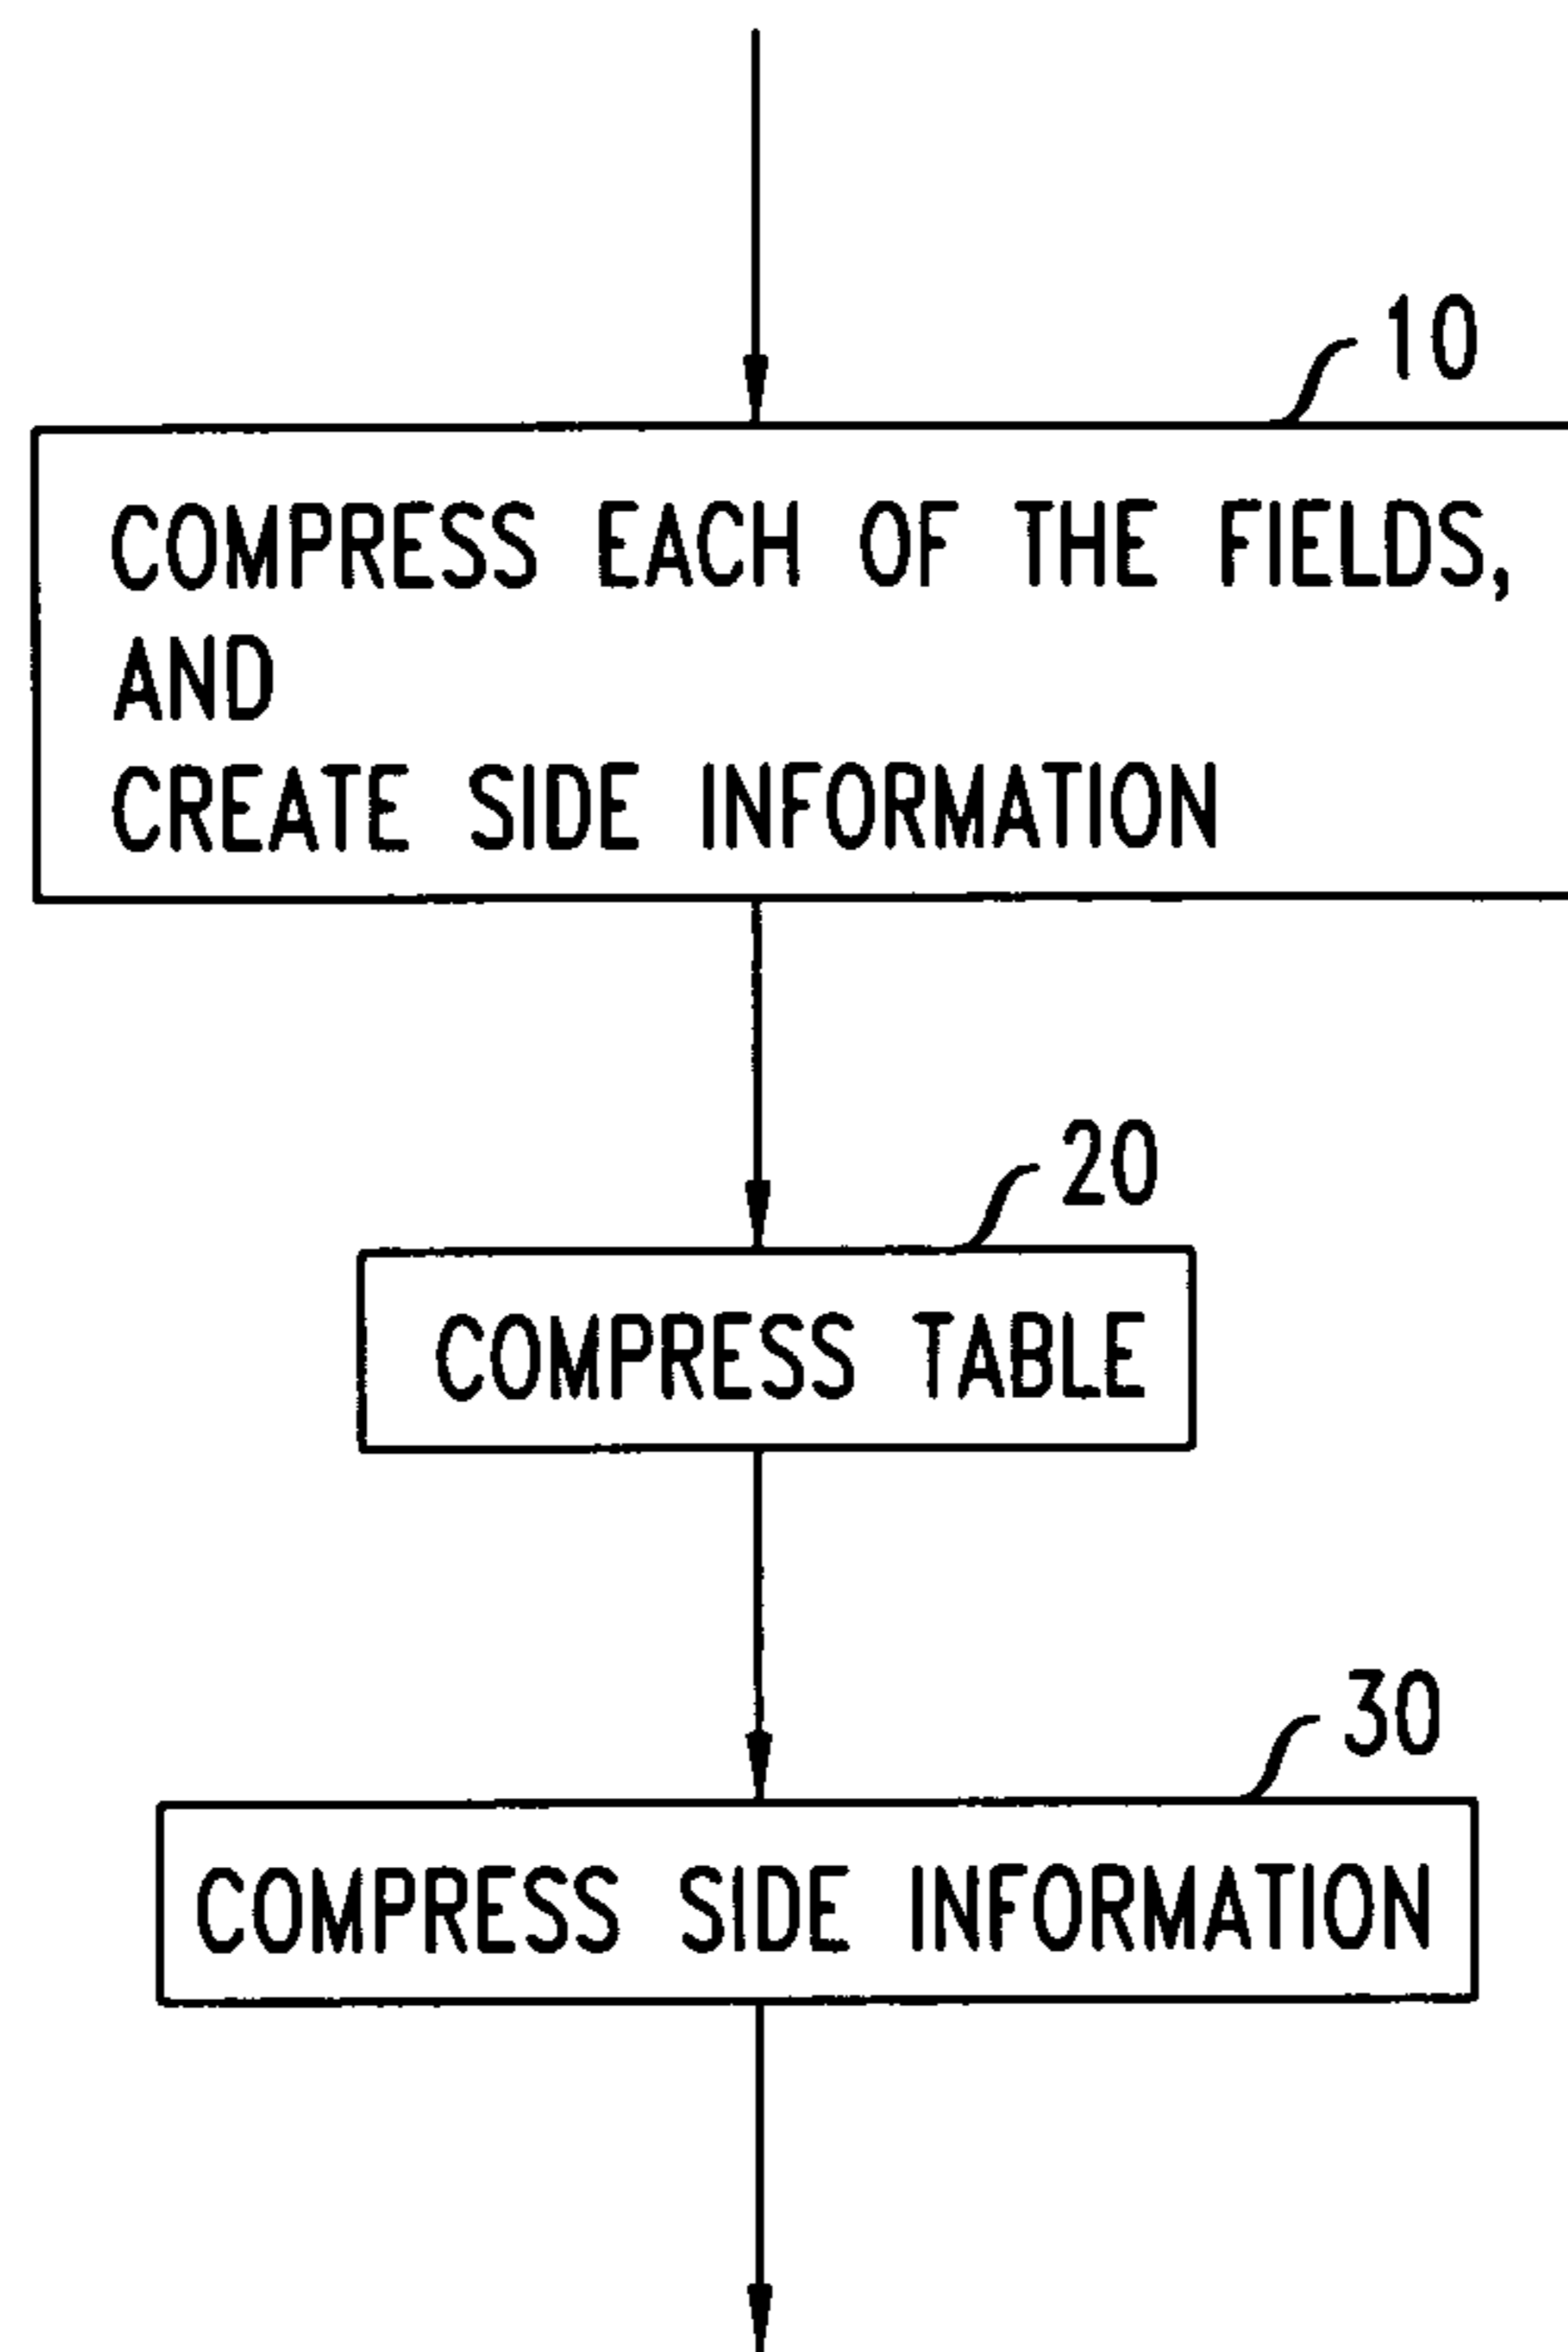 10
COMPRESS EACH OF THE FIELDS,
AND
CREATE SIDE INFORMATION
20
COMPRESS TABLE
30
COMPRESS SIDE INFORMATION